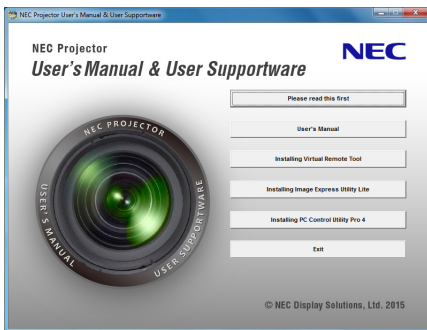 NEC Projector User's Manual & User Supportware
NEC Projector
NEC
User's Manual & User Supportware
Please read this first
User's Manual
Installing Virtual Remote Tool
Installing Image Express Utility Lite
Installing PC Control Utility Pro 4
Exit
NEC PROJECTOR
USER'S MANUAL
USER SUPPORTWARE
© NEC Display Solutions, Ltd. 2015